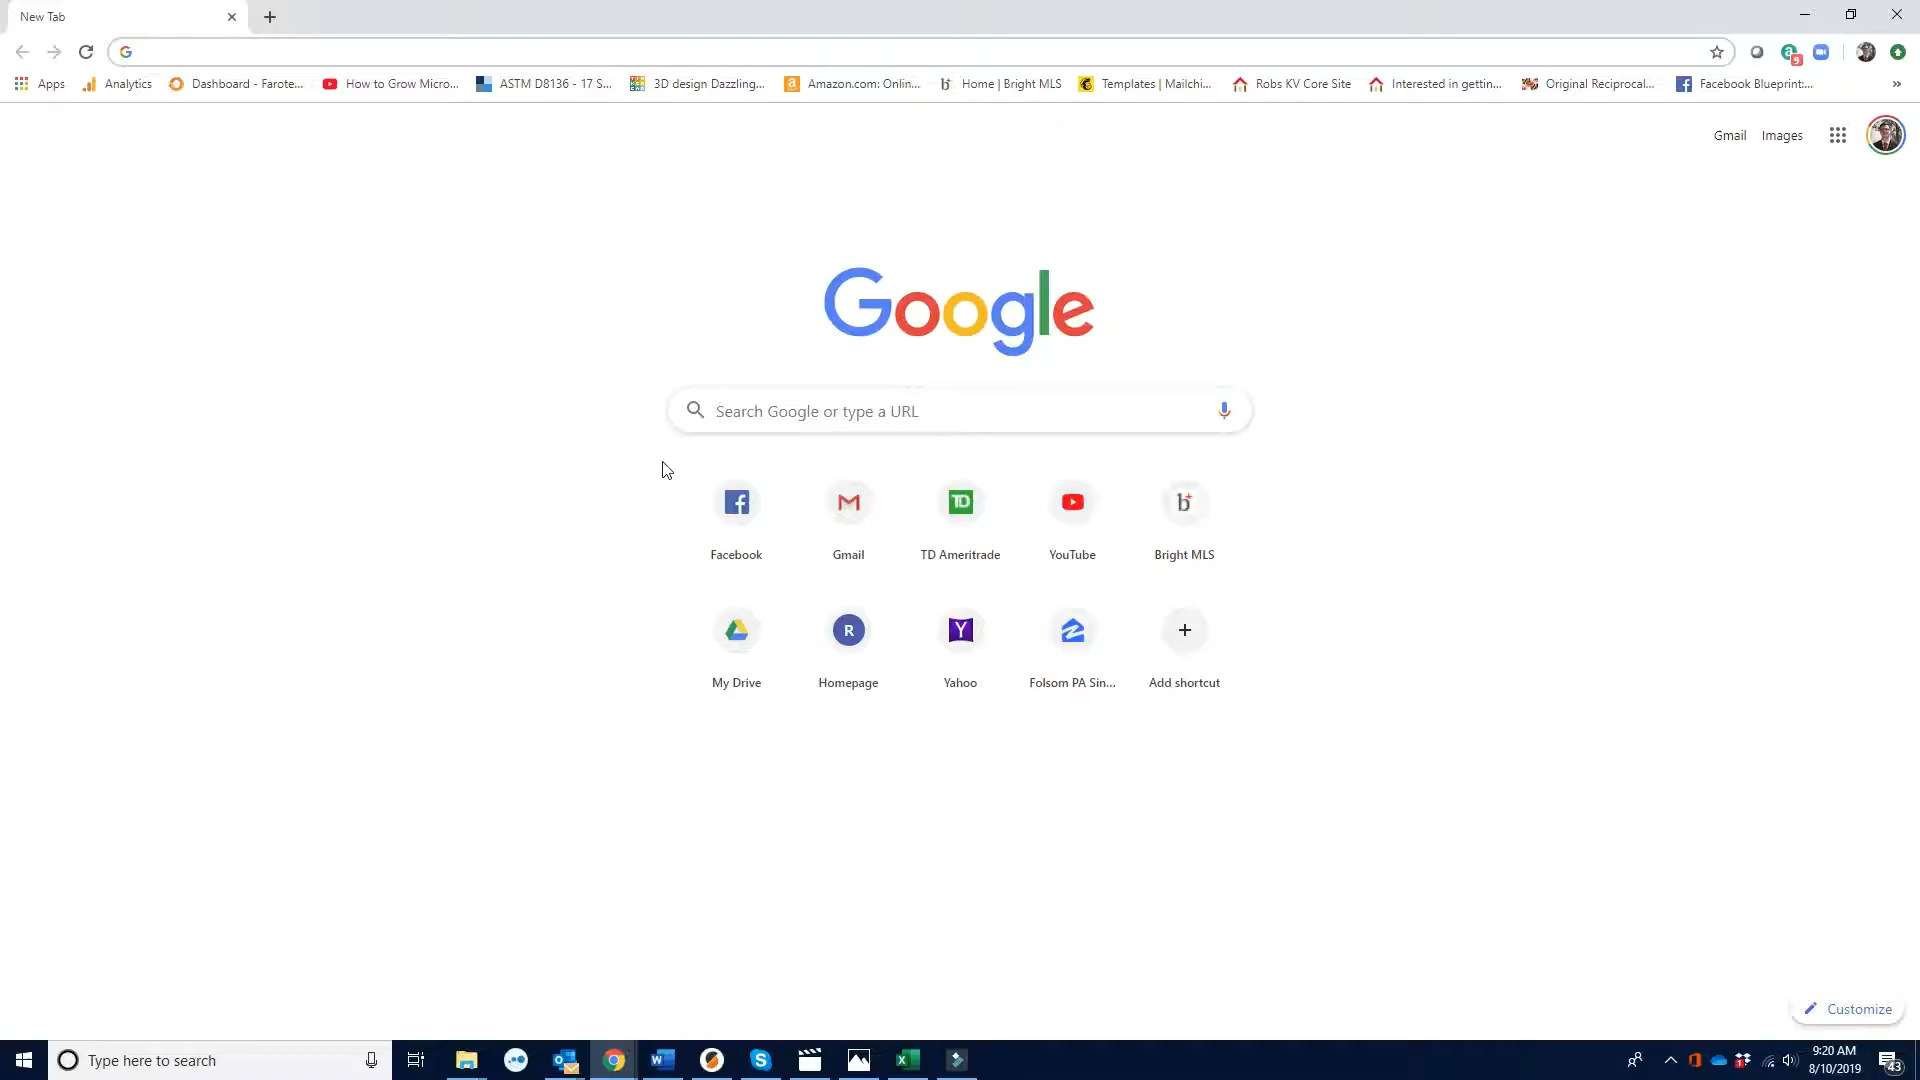 New Tab
Apps Analytics Dashboard - Farote... How to Grow Micro... ASTM D8136 - 17 S... 3D design Dazzling... Amazon.com: Onlin... Home | Bright MLS Templates | Mailchi... Robs KV Core Site Interested in gettin... Original Reciprocal... Facebook Blueprint:... »
Gmail Images
Google
Search Google or type a URL
TD
Facebook Gmail TD Ameritrade YouTube Bright MLS
R
My Drive Homepage Yahoo Folsom PA Sin... Add shortcut
Customize
Type here to search
9:20 AM
8/10/2019
43